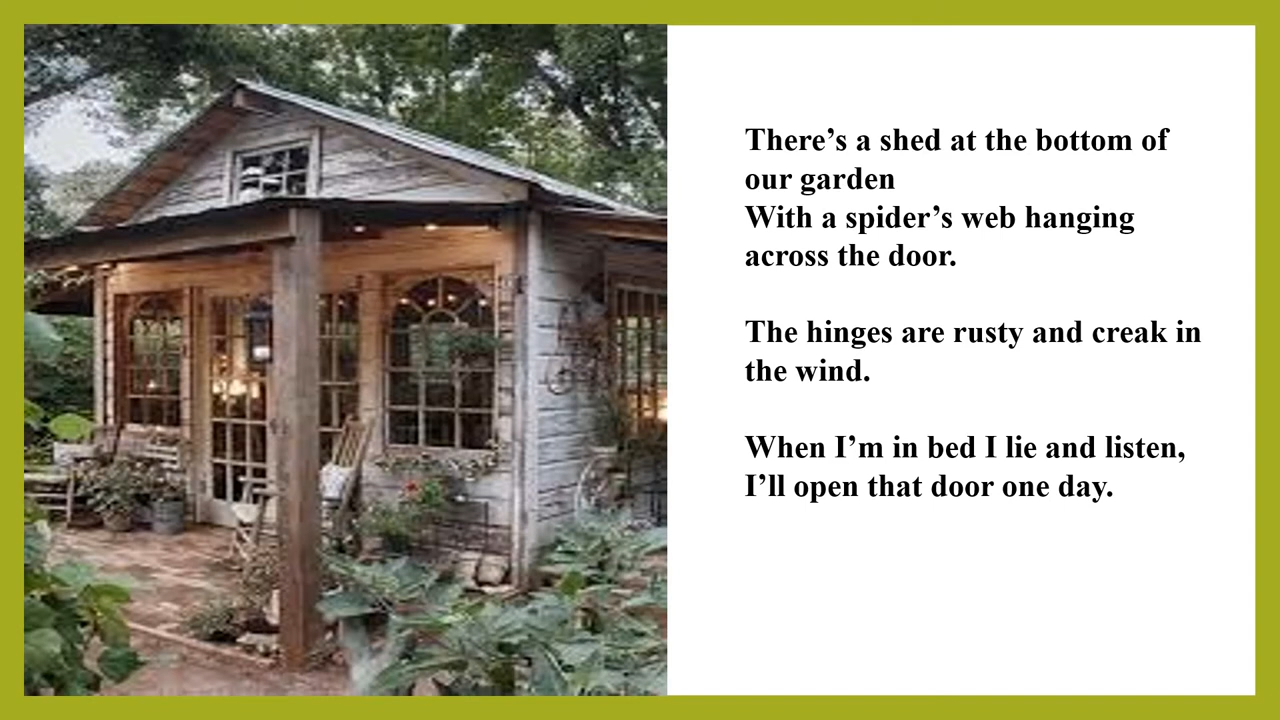 There’s a shed at the bottom of
our garden
With a spider’s web hanging
across the door.
The hinges are rusty and creak in
the wind.
When I’m in bed I lie and listen,
I’ll open that door one day.